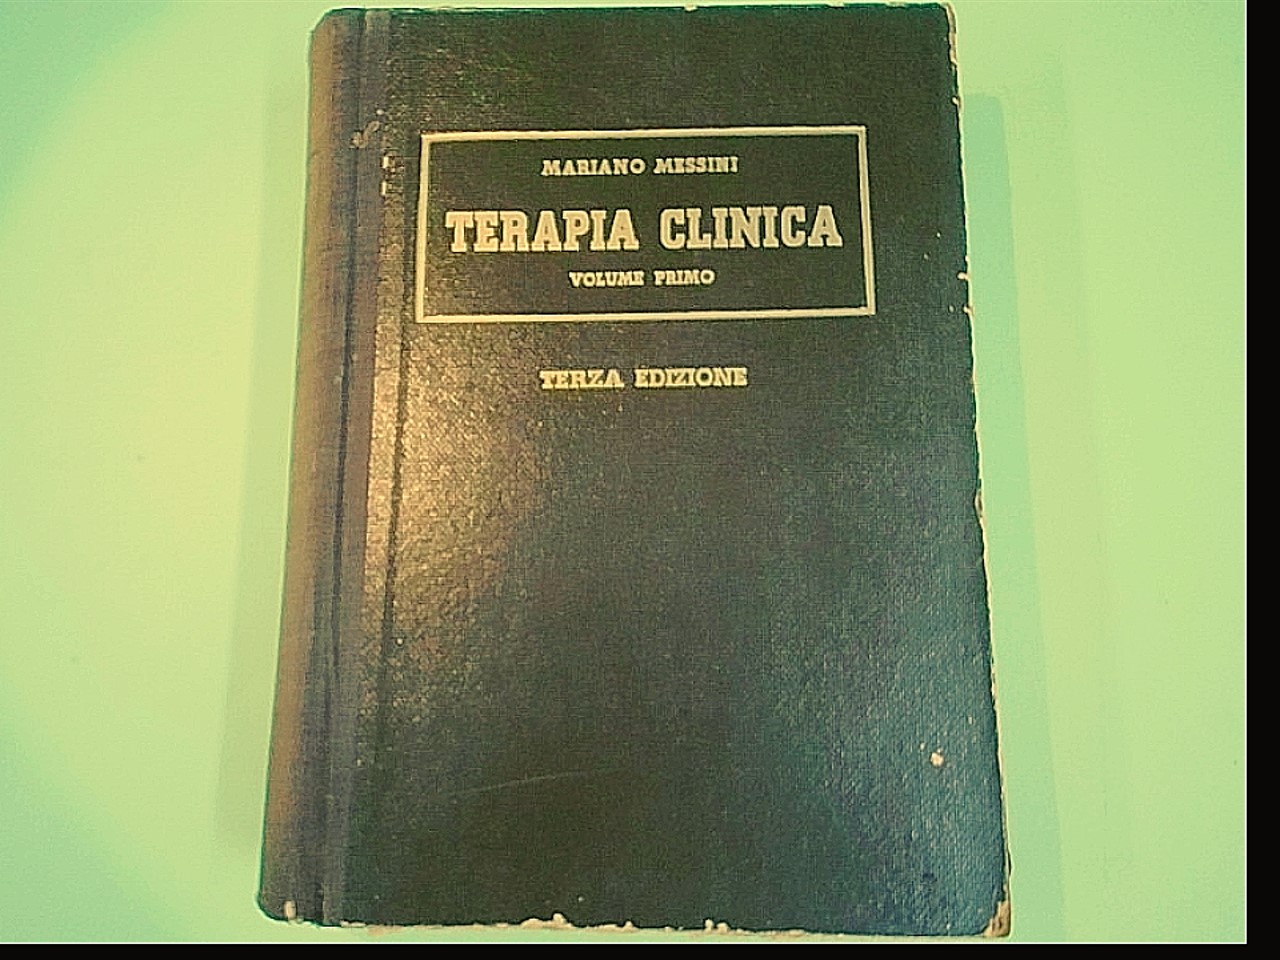 MARIANO MESSINI
TERAPIA CLINICA
VOLUME PRIMO
TERZA EDIZIONE